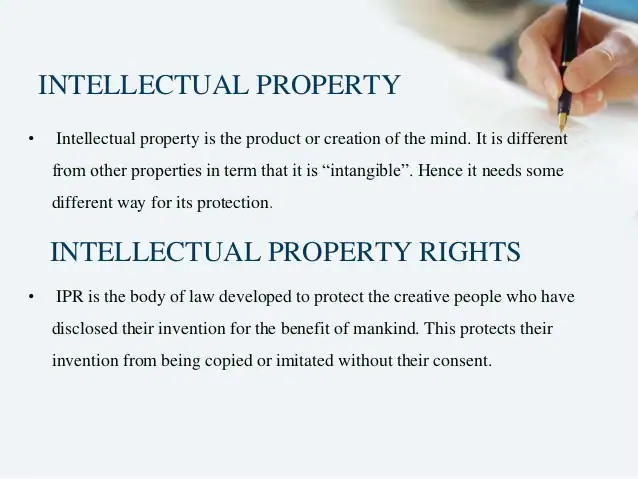 INTELLECTUAL PROPERTY
• Intellectual property is the product or creation of the mind. It is different
from other properties in term that it is “intangible”. Hence it needs some
different way for its protection.
INTELLECTUAL PROPERTY RIGHTS
• IPR is the body of law developed to protect the creative people who have
disclosed their invention for the benefit of mankind. This protects their
invention from being copied or imitated without their consent.